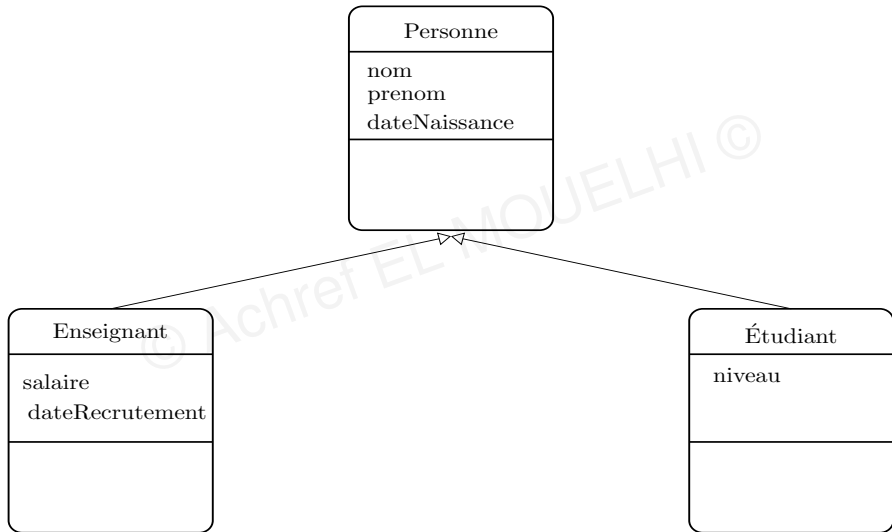 Personne
nom
prenom
dateNaissance
© Achref EL MOUELHI ©
Enseignant
salaire
dateRecrutement
Étudiant
niveau